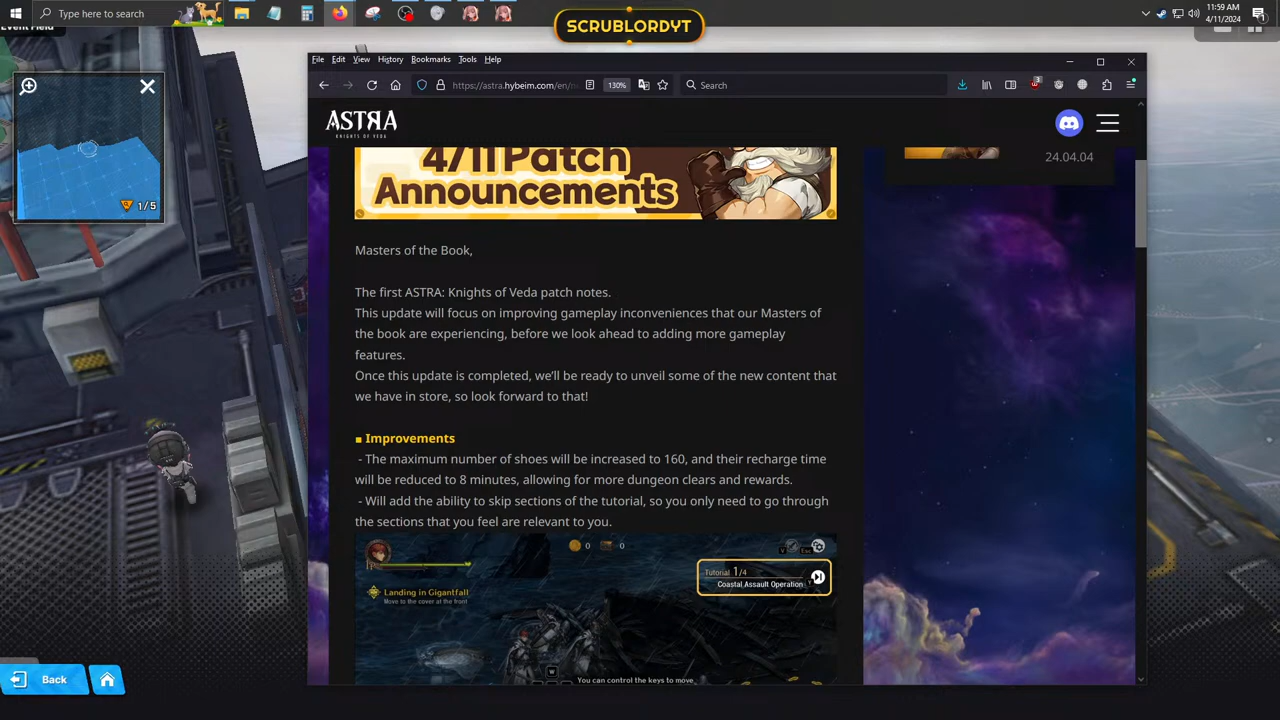 Type here to search
11:59 AM
4/11/2024
1
SCRUBLORDYT
Event Field
File Edit View History Bookmarks Tools Help
https://astra.hybeim.com/en/n
130%
Search
3
ASTRA
KNIGHTS OF VEDA
24.04.04
1/5
4/11 Patch
Announcements
Masters of the Book,
The first ASTRA: Knights of Veda patch notes.
This update will focus on improving gameplay inconveniences that our Masters of
the book are experiencing, before we look ahead to adding more gameplay
features.
Once this update is completed, we'll be ready to unveil some of the new content that
we have in store, so look forward to that!
■ Improvements
- The maximum number of shoes will be increased to 160, and their recharge time
will be reduced to 8 minutes, allowing for more dungeon clears and rewards.
- Will add the ability to skip sections of the tutorial, so you only need to go through
the sections that you feel are relevant to you.
0 0
V Esc
Tutorial 1/4
Coastal Assault Operation
Landing in Gigantfall
Move to the cover at the front
W
You can control the keys to move
Back